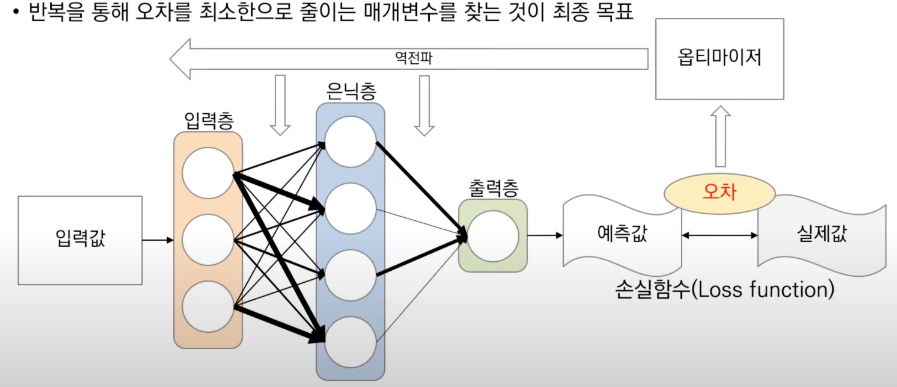 • 반복을 통해 오차를 최소한으로 줄이는 매개변수를 찾는 것이 최종 목표
역전파
옵티마이저
은닉층
입력층
출력층
오차
입력값
예측값
실제값
손실함수(Loss function)